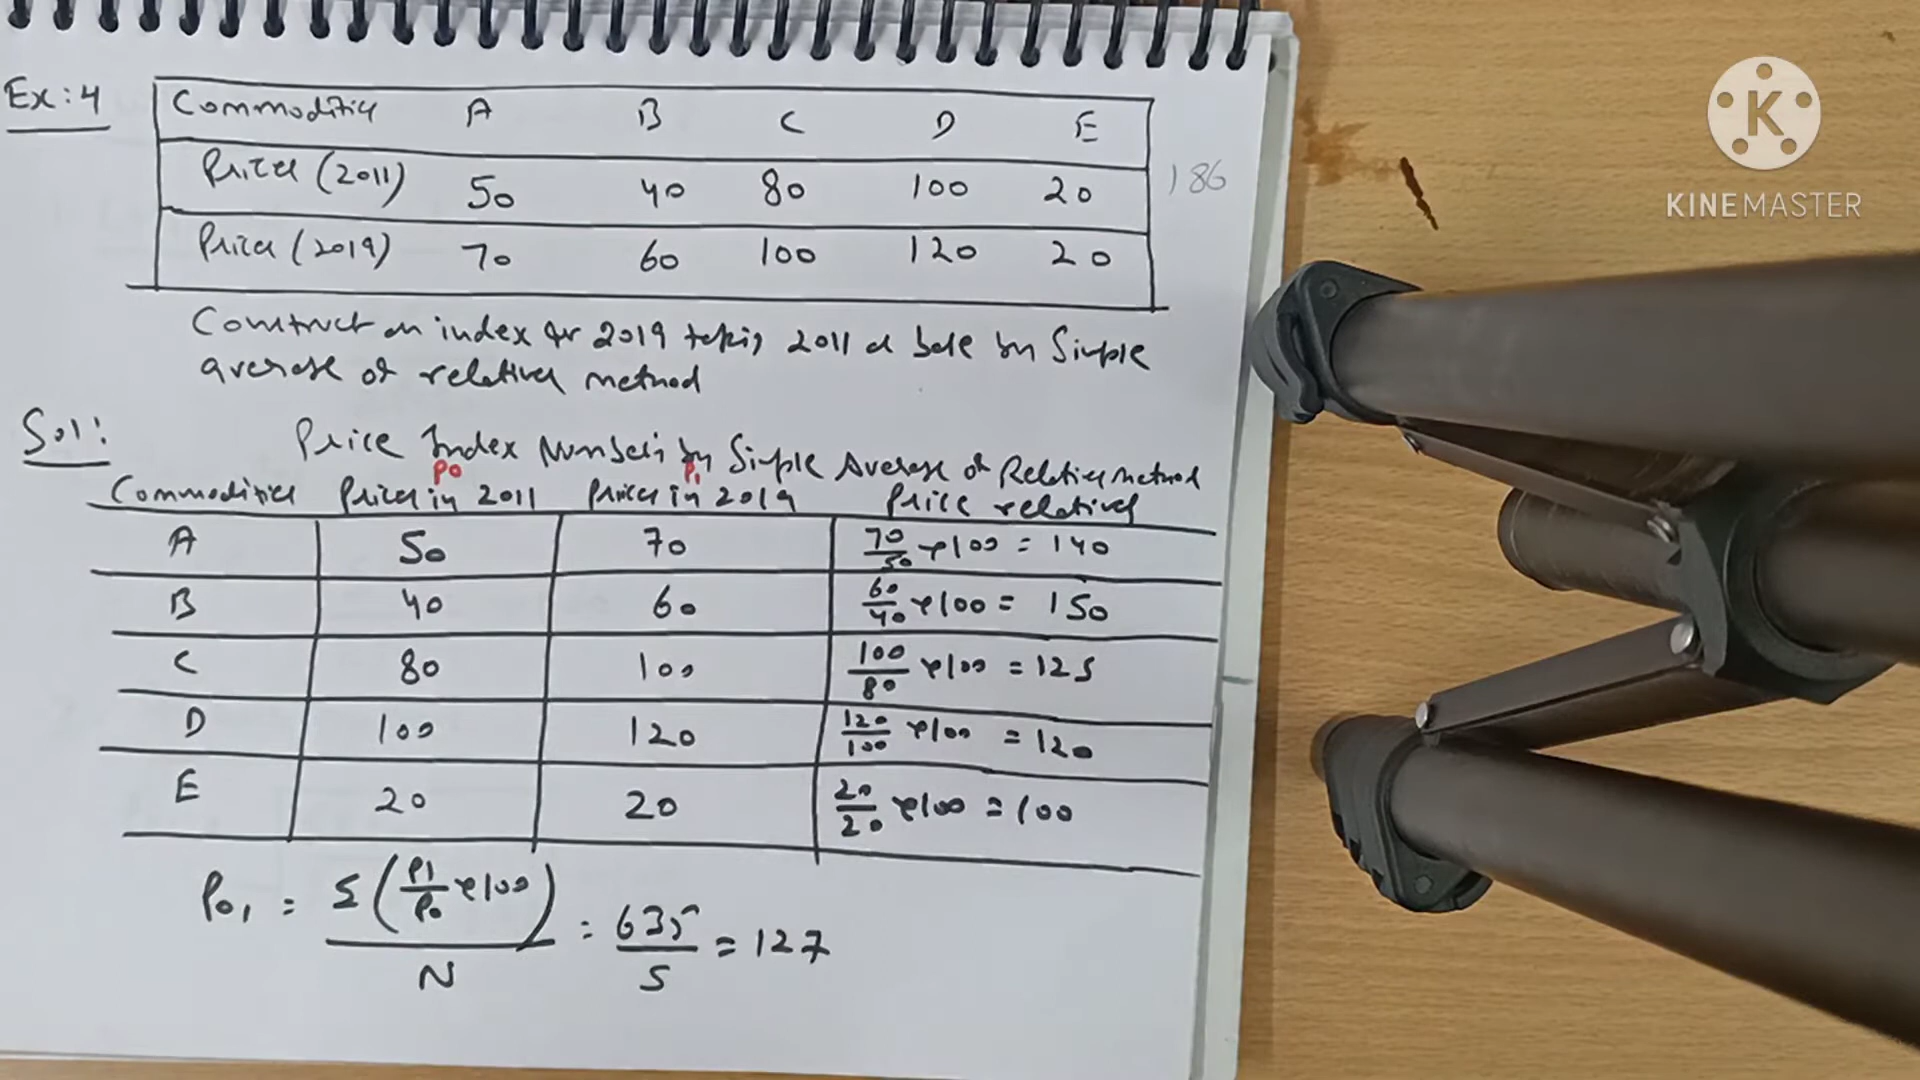 Ex: 4
Commodities A B C D E
Prices (2011) 50 40 80 100 20
186
Prices (2019) 70 60 100 120 20
Construct an index for 2019 taking 2011 as base by Simple
average of relatives method
Sol:
Price Index Numbers by Simple Average of Relatives method
P0 P1
Commodities Prices in 2011 Prices in 2019 Price relatives
A 50 70 70/50 × 100 = 140
B 40 60 60/40 × 100 = 150
C 80 100 100/80 × 100 = 125
D 100 120 120/100 × 100 = 120
E 20 20 20/20 × 100 = 100
P01 = Σ(P1/P0 × 100)/N = 635/5 = 127
K
KINEMASTER